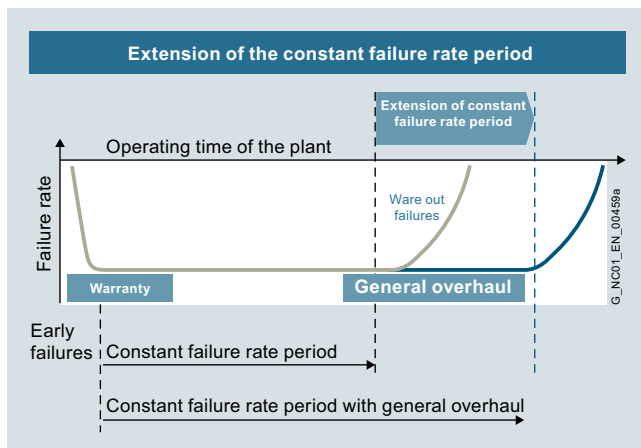 Extension of the constant failure rate period
Extension of constant
failure rate period
Operating time of the plant
Failure rate
Ware out
failures
G_NC01_EN_00459a
Warranty
General overhaul
Early
failures
Constant failure rate period
Constant failure rate period with general overhaul